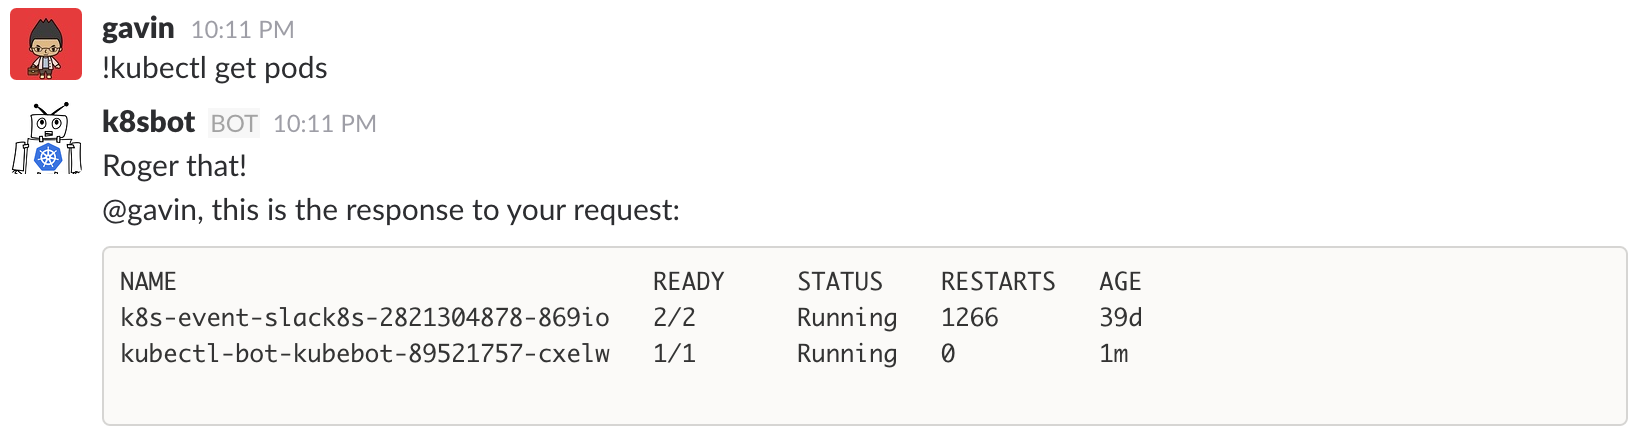 gavin 10:11 PM
!kubectl get pods
k8sbot BOT 10:11 PM
Roger that!
@gavin, this is the response to your request:
NAME READY STATUS RESTARTS AGE
k8s-event-slack8s-2821304878-869io 2/2 Running 1266 39d
kubectl-bot-kubebot-89521757-cxelw 1/1 Running 0 1m